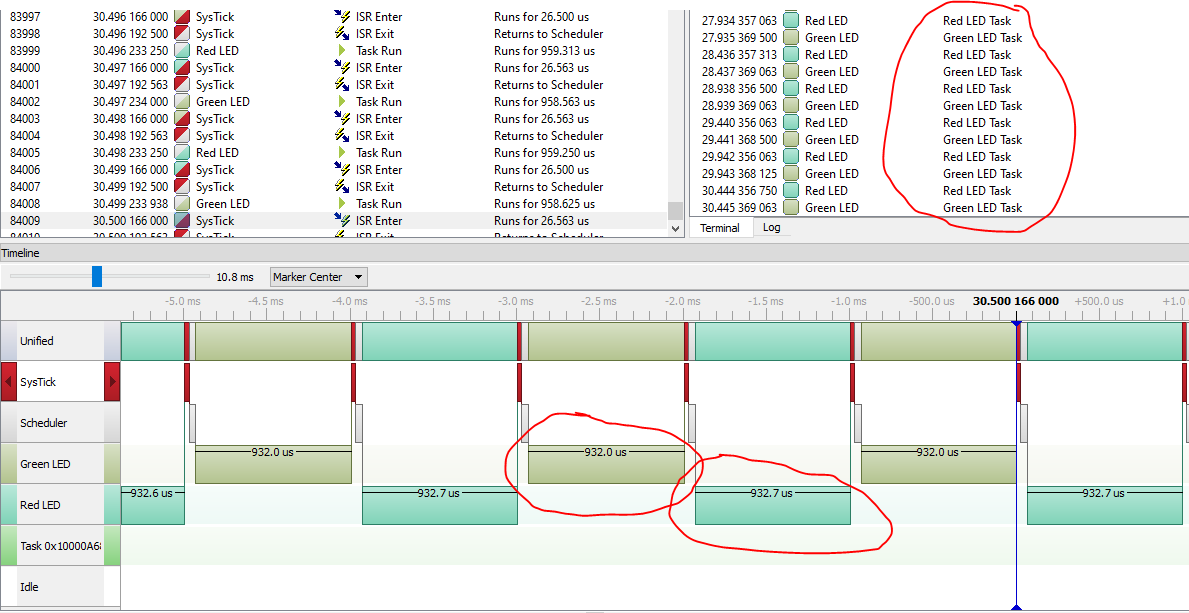 83997 30.496 166 000 SysTick ISR Enter Runs for 26.500 us
83998 30.496 192 500 SysTick ISR Exit Returns to Scheduler
83999 30.496 233 250 Red LED Task Run Runs for 959.313 us
84000 30.497 166 000 SysTick ISR Enter Runs for 26.563 us
84001 30.497 192 563 SysTick ISR Exit Returns to Scheduler
84002 30.497 234 000 Green LED Task Run Runs for 958.563 us
84003 30.498 166 000 SysTick ISR Enter Runs for 26.563 us
84004 30.498 192 563 SysTick ISR Exit Returns to Scheduler
84005 30.498 233 250 Red LED Task Run Runs for 959.250 us
84006 30.499 166 000 SysTick ISR Enter Runs for 26.500 us
84007 30.499 192 500 SysTick ISR Exit Returns to Scheduler
84008 30.499 233 938 Green LED Task Run Runs for 958.625 us
84009 30.500 166 000 SysTick ISR Enter Runs for 26.563 us
84010 30.500 192 563 SysTick ISR Exit Returns to Scheduler
27.934 357 063 Red LED Red LED Task
27.935 369 500 Green LED Green LED Task
28.436 357 313 Red LED Red LED Task
28.437 369 063 Green LED Green LED Task
28.938 356 500 Red LED Red LED Task
28.939 369 063 Green LED Green LED Task
29.440 356 063 Red LED Red LED Task
29.441 368 500 Green LED Green LED Task
29.942 356 063 Red LED Red LED Task
29.943 368 125 Green LED Green LED Task
30.444 356 750 Red LED Red LED Task
30.445 369 063 Green LED Green LED Task
Terminal Log
Timeline
10.8 ms Marker Center
-5.0 ms -4.5 ms -4.0 ms -3.5 ms -3.0 ms -2.5 ms -2.0 ms -1.5 ms -1.0 ms -500.0 us 30.500 166 000 +500.0 us +1.0
Unified
SysTick
Scheduler
Green LED 932.0 us 932.0 us 932.0 us
Red LED 932.6 us 932.7 us 932.7 us 932.7 us
Task 0x10000A6
Idle